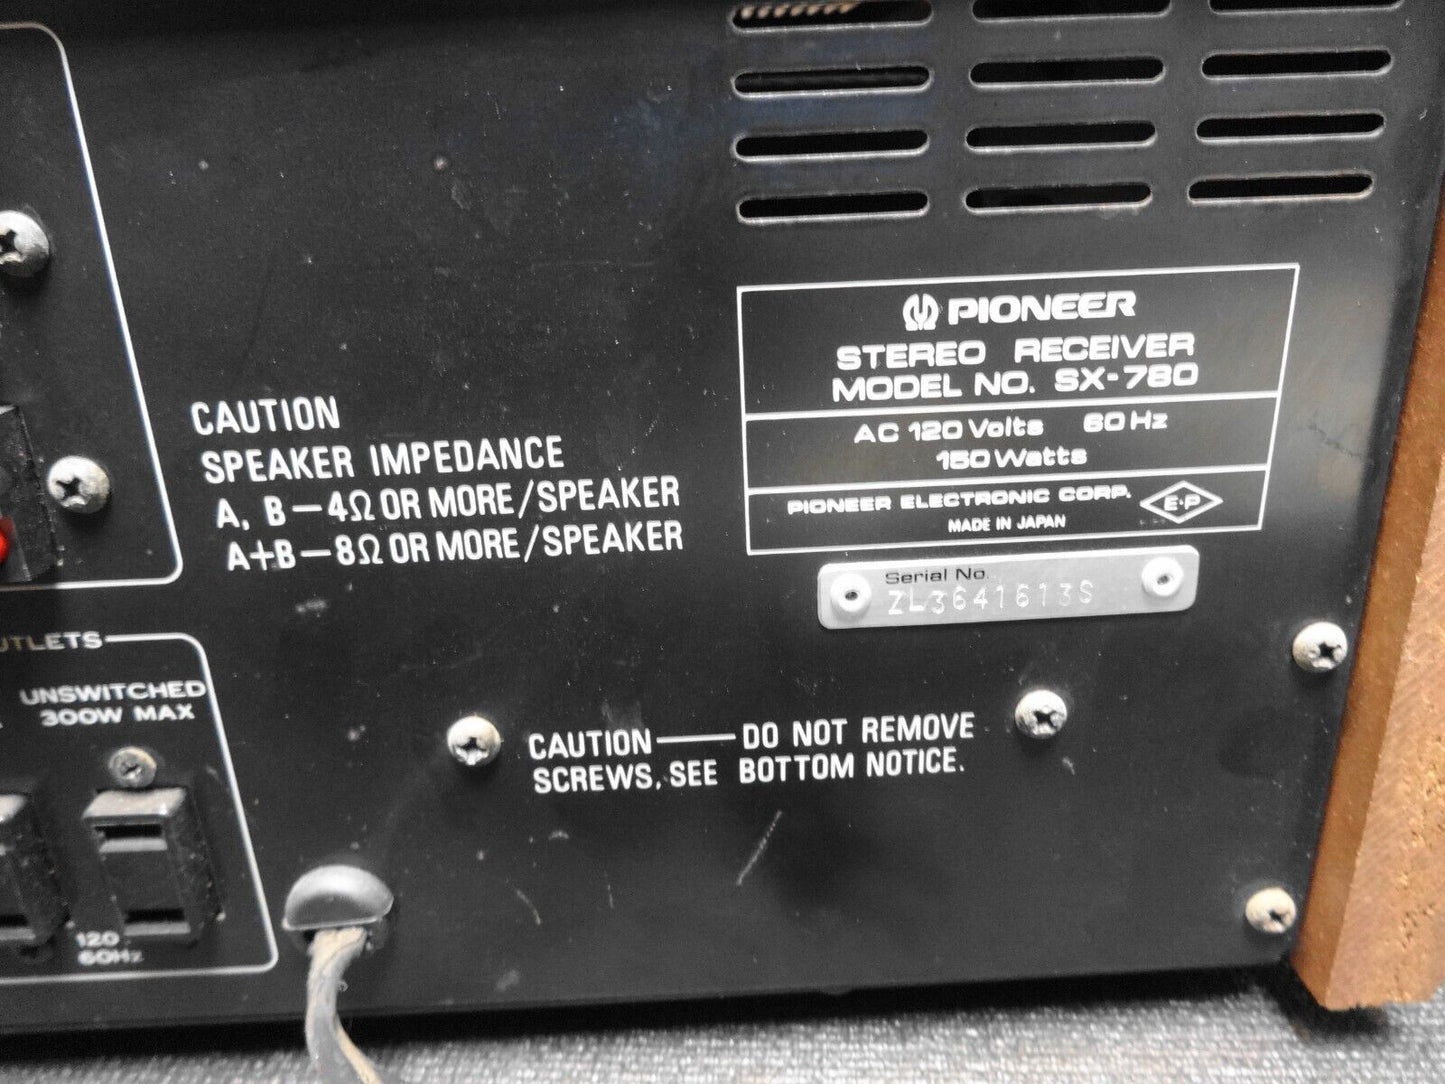 PIONEER
STEREO RECEIVER
MODEL NO. SX-780
AC 120 Volts 60 Hz
150 Watts
PIONEER ELECTRONIC CORP. E·P
MADE IN JAPAN
Serial No.
ZL3641613S
CAUTION
SPEAKER IMPEDANCE
A, B—4Ω OR MORE/SPEAKER
A+B—8Ω OR MORE/SPEAKER
UNSWITCHED
300W MAX
120
60Hz
CAUTION—DO NOT REMOVE
SCREWS, SEE BOTTOM NOTICE.